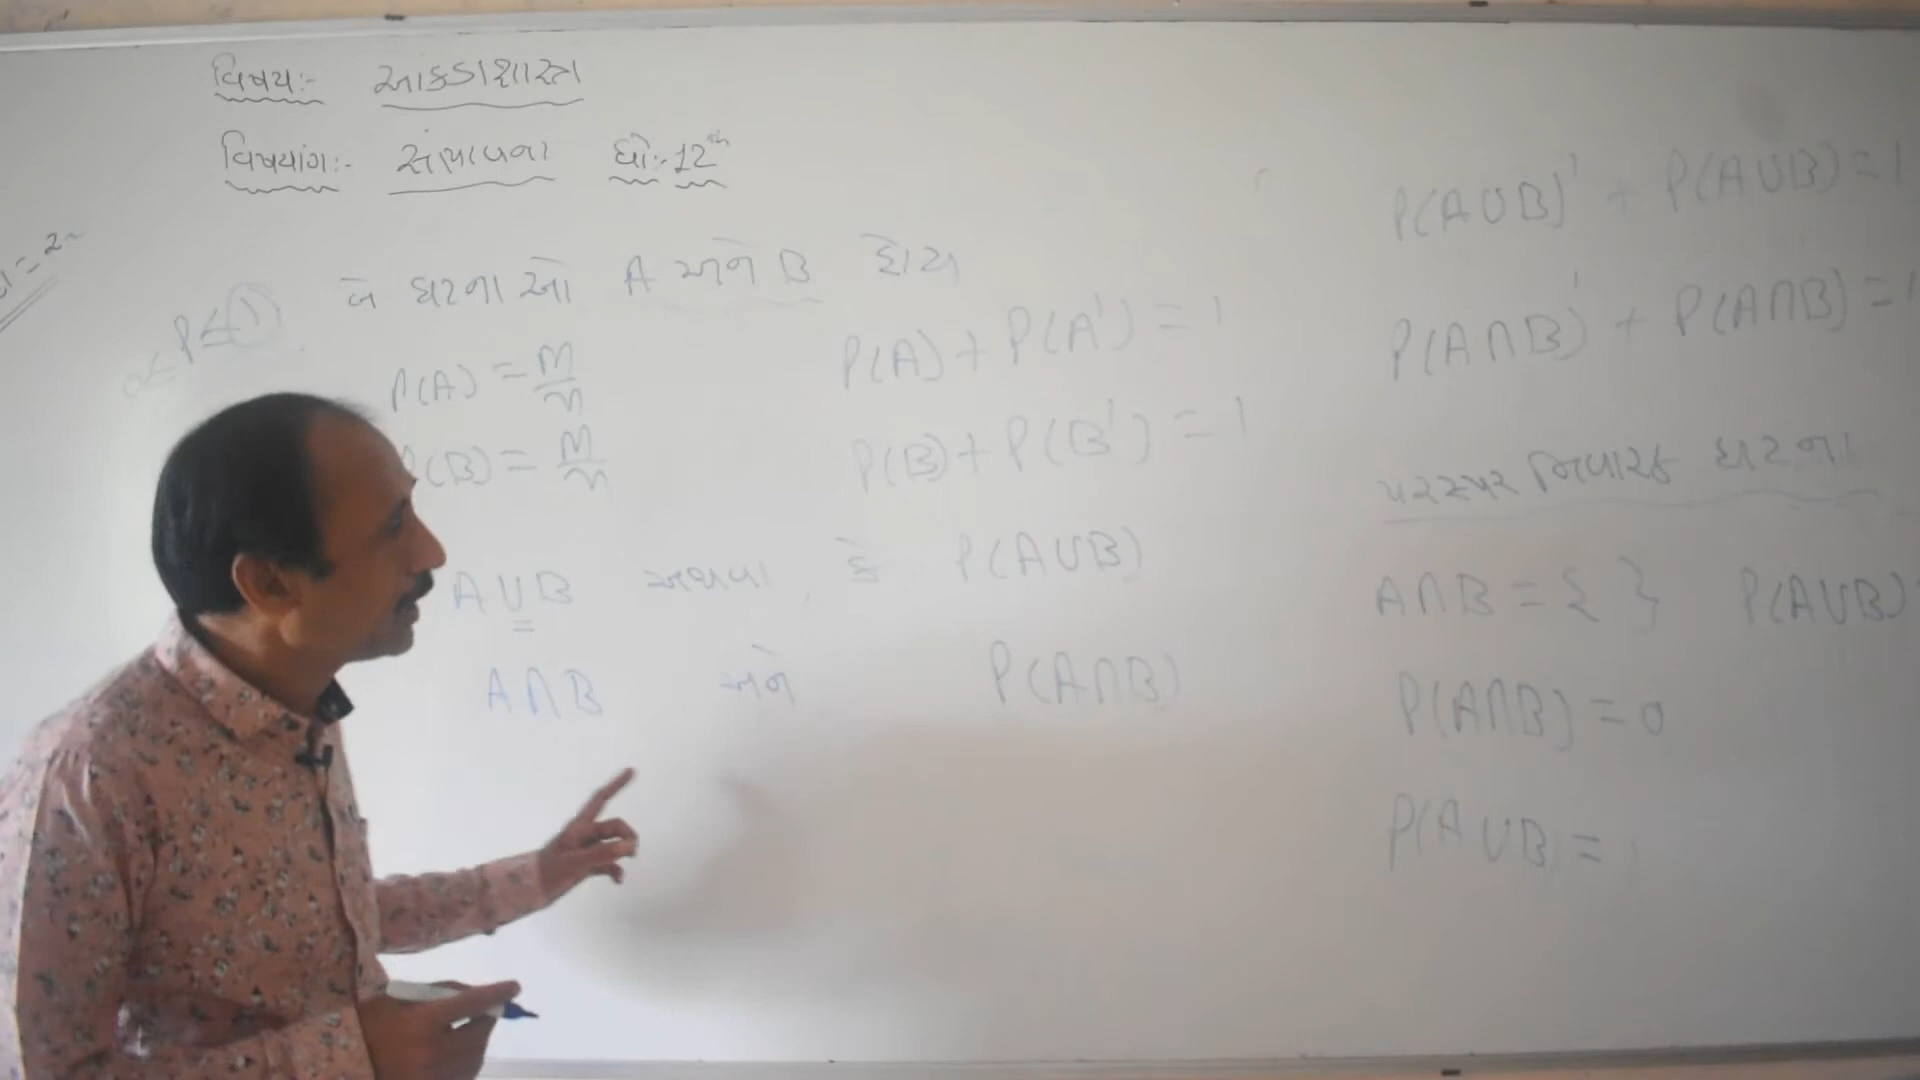 વિષય:- આંકડાશાસ્ત્ર
વિષયાંગ:- સંભાવના ધો:- 12th
0 ≤ P ≤ 1
બે ઘટનાઓ A અને B હોય
P(A) = m/n
P(B) = m/n
P(A) + P(A') = 1
P(B) + P(B') = 1
A∪B અથવા, કે P(A∪B)
A∩B અને P(A∩B)
P(A∪B)' + P(A∪B) = 1
P(A∩B)' + P(A∩B) = 1
પરસ્પર નિવારક ઘટના
A∩B = { } P(A∪B)
P(A∩B) = 0
P(A∪B =